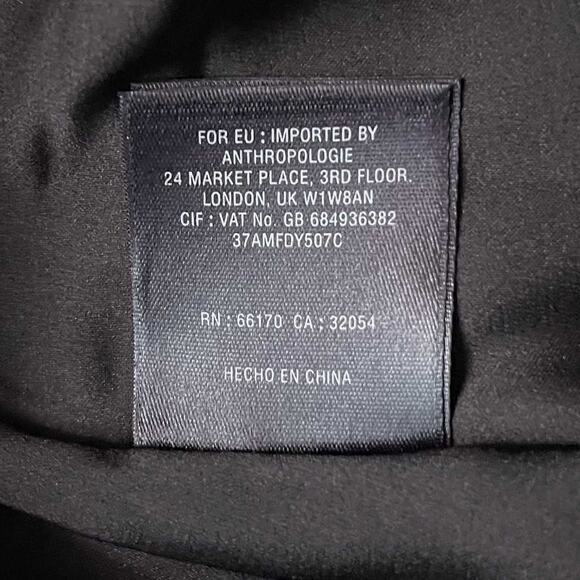 FOR EU : IMPORTED BY
ANTHROPOLOGIE
24 MARKET PLACE, 3RD FLOOR.
LONDON, UK W1W8AN
CIF : VAT No. GB 684936382
37AMFDY507C
RN : 66170 CA : 32054
HECHO EN CHINA